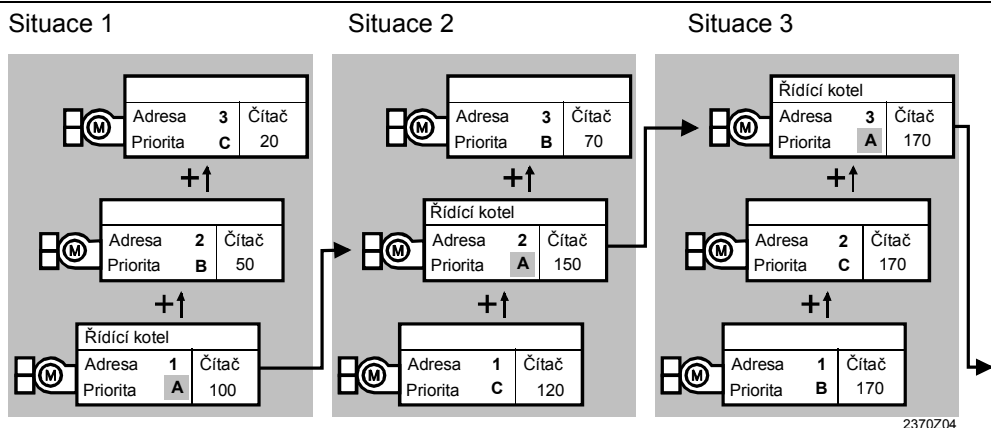 Situace 1
Situace 2
Situace 3
M
Adresa 3 Čítač
Priorita C 20
+
M
Adresa 2 Čítač
Priorita B 50
+
Řídící kotel
M
Adresa 1 Čítač
Priorita A 100
M
Adresa 3 Čítač
Priorita B 70
+
Řídící kotel
M
Adresa 2 Čítač
Priorita A 150
+
M
Adresa 1 Čítač
Priorita C 120
Řídící kotel
M
Adresa 3 Čítač
Priorita A 170
+
M
Adresa 2 Čítač
Priorita C 170
+
M
Adresa 1 Čítač
Priorita B 170
2370Z04